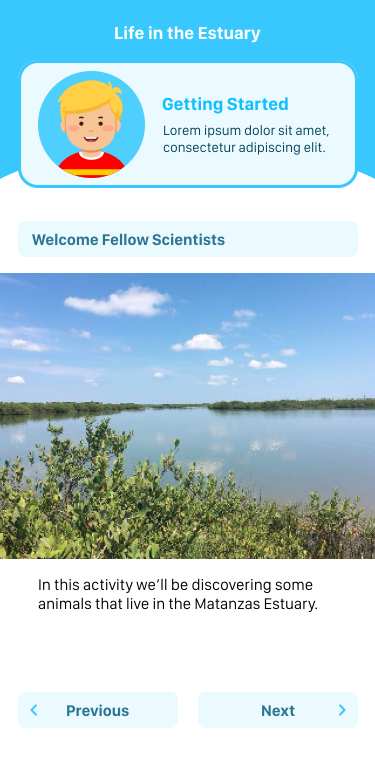 Life in the Estuary
Getting Started
Lorem ipsum dolor sit amet,
consectetur adipiscing elit.
Welcome Fellow Scientists
In this activity we’ll be discovering some
animals that live in the Matanzas Estuary.
Previous
Next